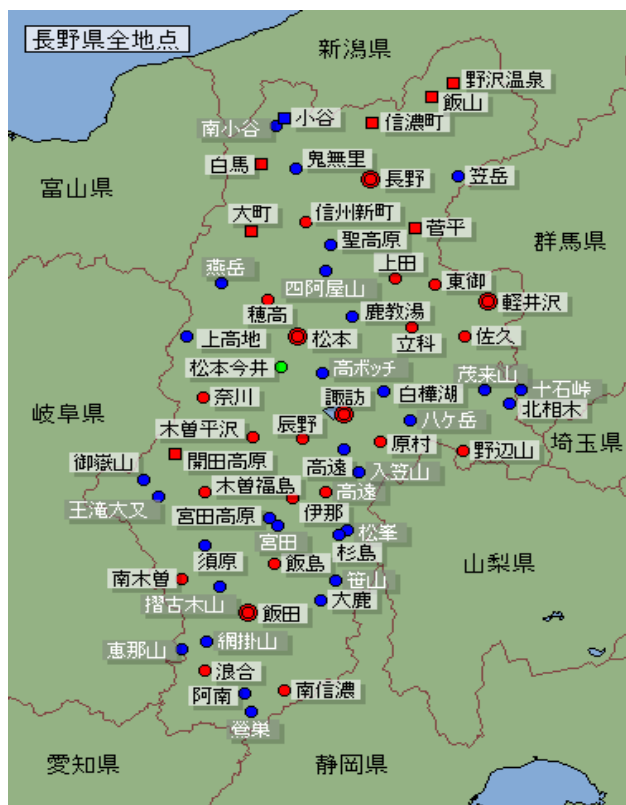 長野県全地点
新潟県
野沢温泉
飯山
小谷
信濃町
南小谷
白馬
鬼無里
長野
笠岳
富山県
大町
信州新町
菅平
聖高原
群馬県
上田
燕岳
四阿屋山
東御
軽井沢
穂高
鹿教湯
上高地
松本
立科
佐久
松本今井
高ボッチ
茂来山
十石峠
奈川
諏訪
白樺湖
北相木
岐阜県
辰野
八ケ岳
木曽平沢
原村
野辺山
埼玉県
御嶽山
開田高原
高遠
入笠山
木曽福島
高遠
王滝大又
宮田高原
伊那
宮田
松峯
杉島
須原
飯島
山梨県
南木曽
笹山
摺古木山
大鹿
飯田
恵那山
網掛山
浪合
阿南
南信濃
鶯巣
愛知県
静岡県